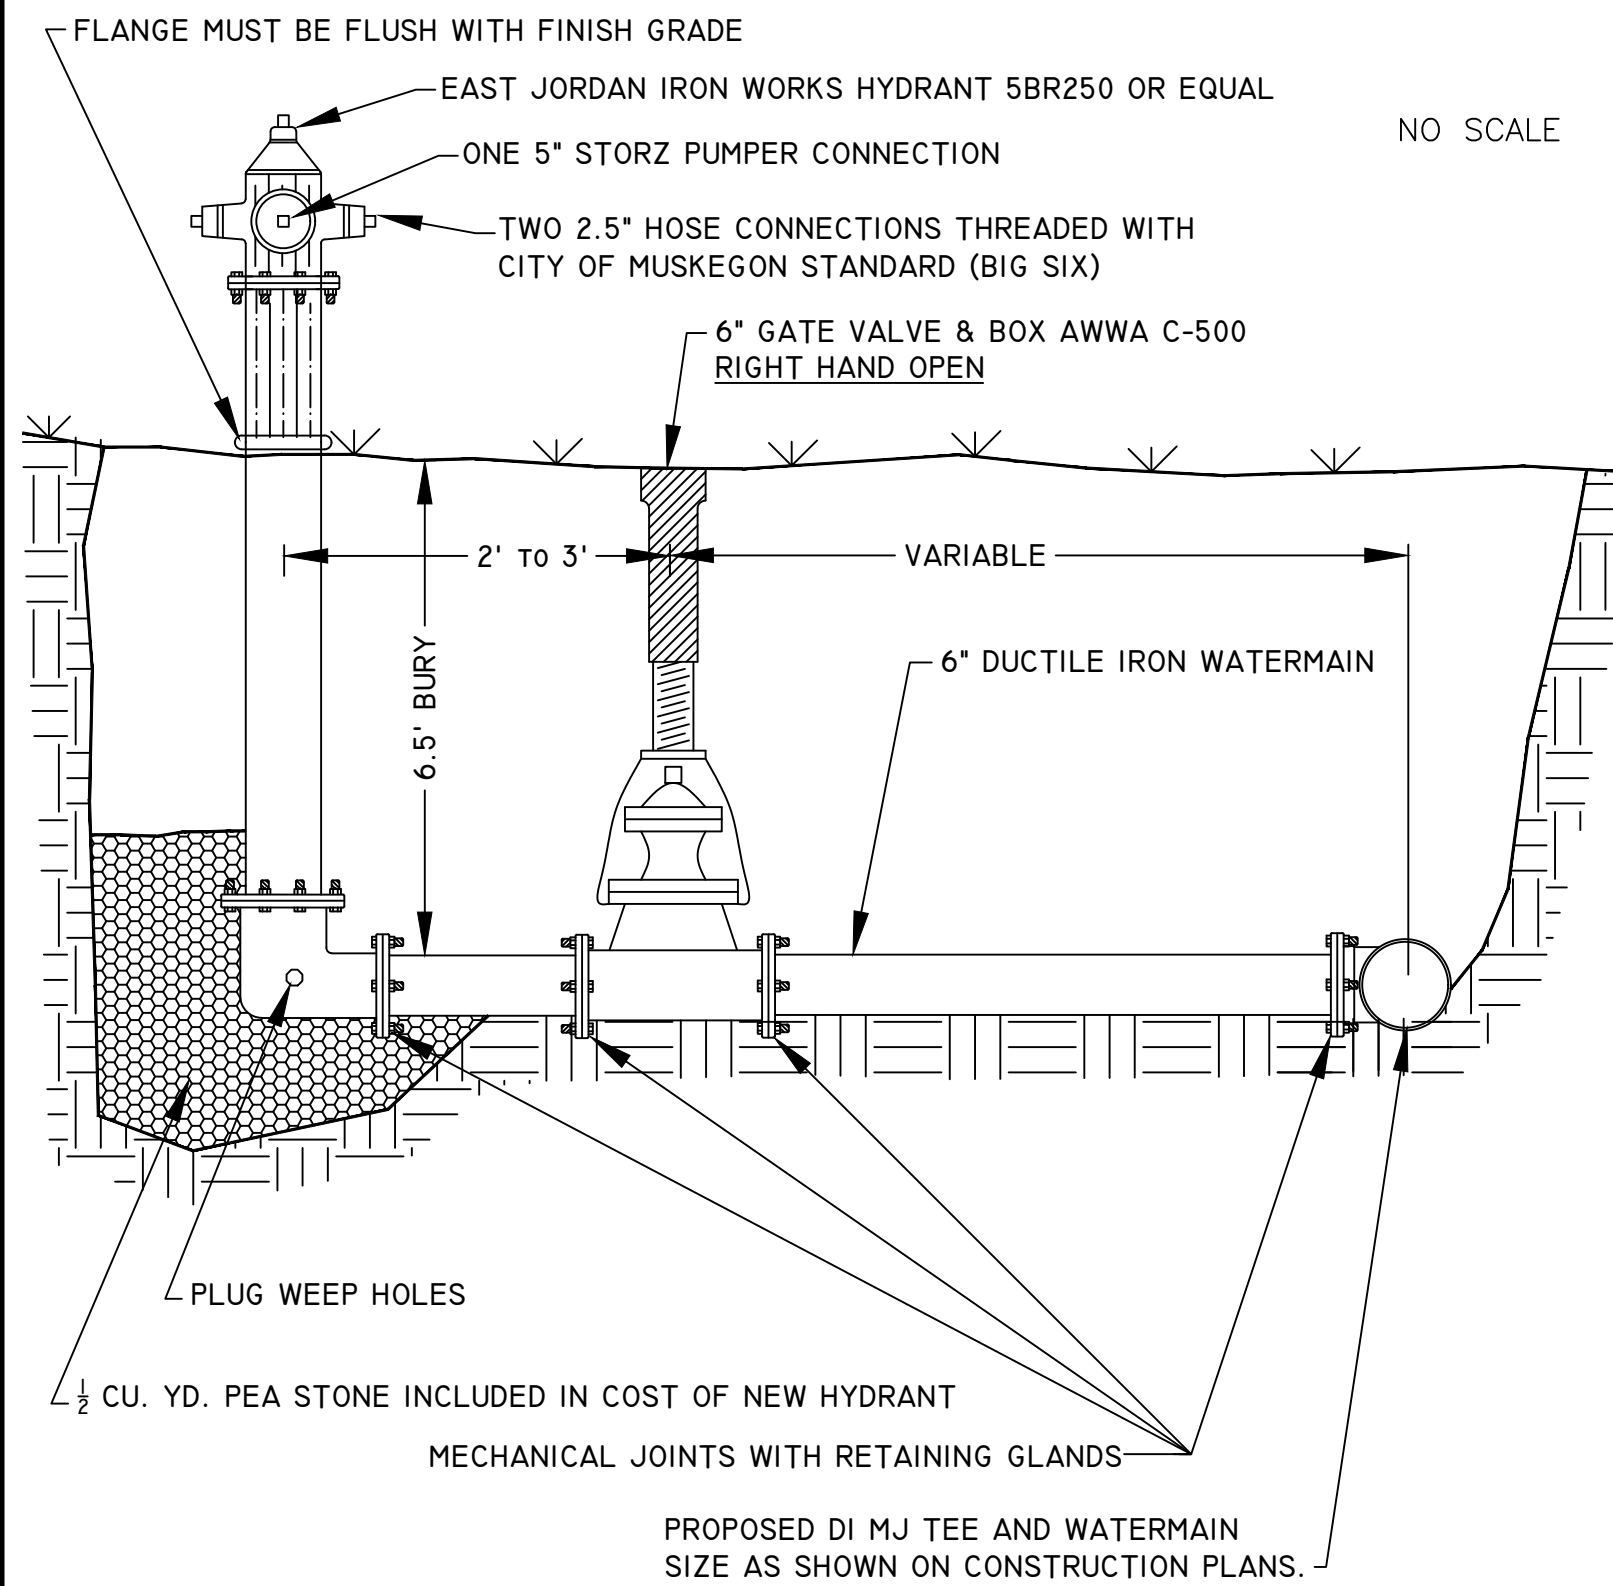 FLANGE MUST BE FLUSH WITH FINISH GRADE
EAST JORDAN IRON WORKS HYDRANT 5BR250 OR EQUAL
NO SCALE
ONE 5" STORZ PUMPER CONNECTION
TWO 2.5" HOSE CONNECTIONS THREADED WITH
CITY OF MUSKEGON STANDARD (BIG SIX)
6" GATE VALVE & BOX AWWA C-500
RIGHT HAND OPEN
2' TO 3'
VARIABLE
6.5' BURY
6" DUCTILE IRON WATERMAIN
PLUG WEEP HOLES
½ CU. YD. PEA STONE INCLUDED IN COST OF NEW HYDRANT
MECHANICAL JOINTS WITH RETAINING GLANDS
PROPOSED DI MJ TEE AND WATERMAIN
SIZE AS SHOWN ON CONSTRUCTION PLANS.